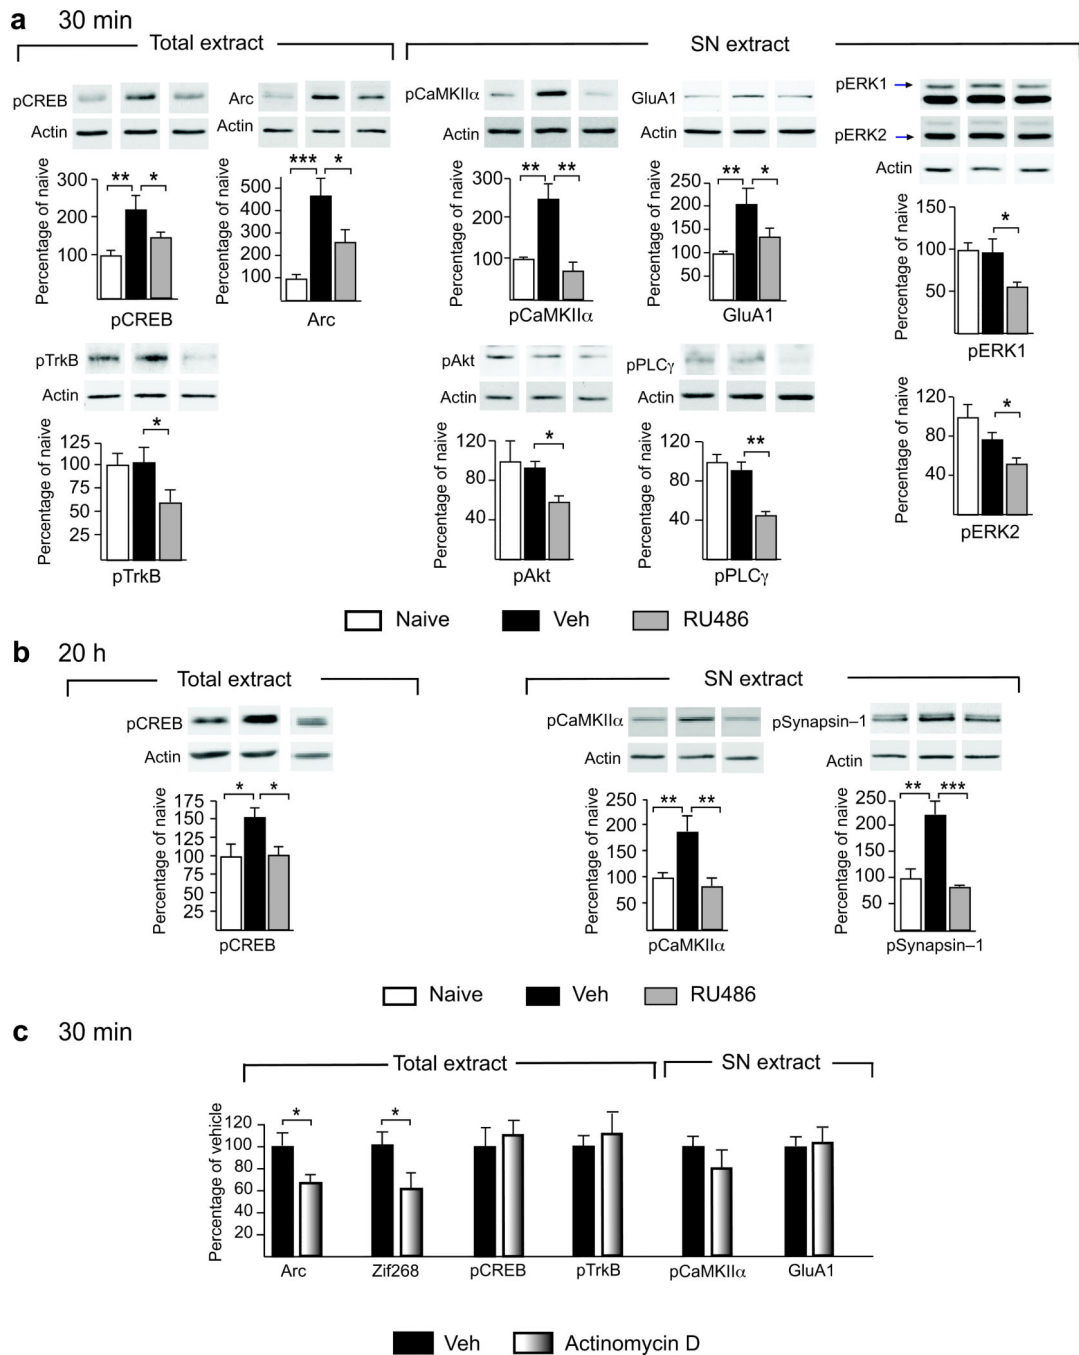 a 30 min
Total extract
SN extract
pCREB
Actin
Arc
Actin
pCaMKIIα
Actin
GluA1
Actin
pERK1
pERK2
Actin
Percentage of naive
300
200
100
** *
pCREB
Percentage of naive
500
400
300
200
100
*** *
Arc
Percentage of naive
300
200
100
** **
pCaMKIIα
Percentage of naive
250
200
150
100
50
** *
GluA1
Percentage of naive
150
100
50
*
pERK1
pTrkB
Actin
Percentage of naive
125
100
75
50
25
*
pTrkB
pAkt
Actin
Percentage of naive
120
80
40
*
pAkt
pPLCγ
Actin
Percentage of naive
120
80
40
**
pPLCγ
Percentage of naive
120
80
40
*
pERK2
Naive Veh RU486
b 20 h
Total extract
SN extract
pCREB
Actin
Percentage of naive
175
150
125
100
75
50
25
* *
pCREB
pCaMKIIα
Actin
Percentage of naive
250
200
150
100
50
** **
pCaMKIIα
pSynapsin–1
Actin
Percentage of naive
250
200
150
100
50
** ***
pSynapsin–1
Naive Veh RU486
c 30 min
Total extract SN extract
Percentage of vehicle
120
100
80
60
40
20
* *
Arc Zif268 pCREB pTrkB pCaMKIIα GluA1
Veh Actinomycin D